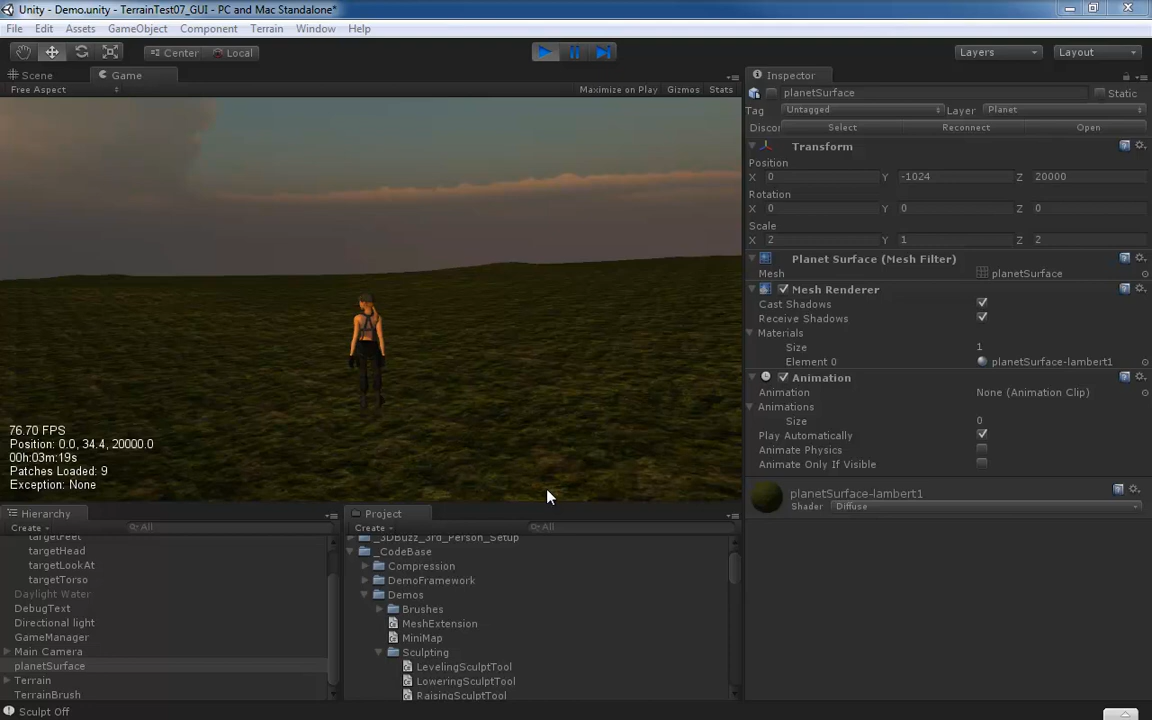 Unity - Demo.unity - TerrainTest07_GUI - PC and Mac Standalone*
File Edit Assets GameObject Component Terrain Window Help
Center Local Layers Layout
Scene Game Inspector
Free Aspect Maximize on Play Gizmos Stats
planetSurface Static
Tag Untagged Layer Planet
Discor Select Reconnect Open
Transform
Position
X 0 Y -1024 Z 20000
Rotation
X 0 Y 0 Z 0
Scale
X 2 Y 1 Z 2
Planet Surface (Mesh Filter)
Mesh planetSurface
Mesh Renderer
Cast Shadows
Receive Shadows
Materials
Size 1
Element 0 planetSurface-lambert1
Animation
Animation None (Animation Clip)
Animations
Size 0
Play Automatically
Animate Physics
Animate Only If Visible
planetSurface-lambert1
Shader Diffuse
76.70 FPS
Position: 0.0, 34.4, 20000.0
00h:03m:19s
Patches Loaded: 9
Exception: None
Hierarchy
Create All
targetFeet
targetHead
targetLookAt
targetTorso
Daylight Water
DebugText
Directional light
GameManager
Main Camera
planetSurface
Terrain
TerrainBrush
Project
Create All
_3DBuzz_3rd_Person_Setup
_CodeBase
Compression
DemoFramework
Demos
Brushes
MeshExtension
MiniMap
Sculpting
LevelingSculptTool
LoweringSculptTool
RaisingSculptTool
Sculpt Off